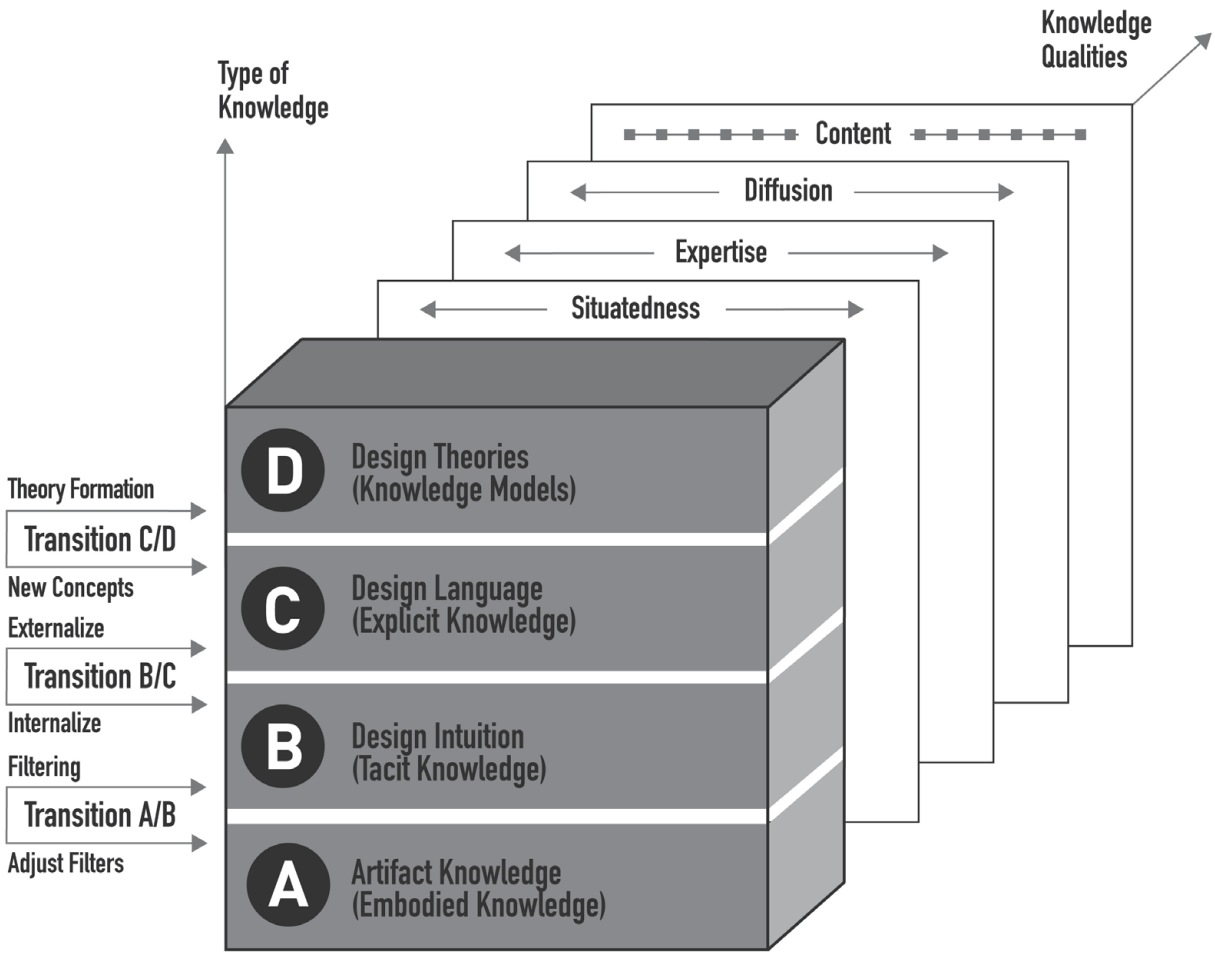 Knowledge
Qualities
Type of
Knowledge
Content
Diffusion
Expertise
Situatedness
D
Design Theories
(Knowledge Models)
Theory Formation
Transition C/D
New Concepts
C
Design Language
(Explicit Knowledge)
Externalize
Transition B/C
Internalize
B
Design Intuition
(Tacit Knowledge)
Filtering
Transition A/B
Adjust Filters
A
Artifact Knowledge
(Embodied Knowledge)